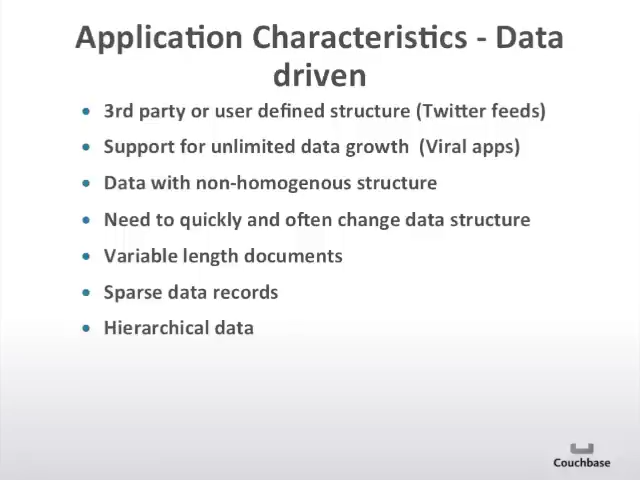 Application Characteristics - Data
driven
• 3rd party or user defined structure (Twitter feeds)
• Support for unlimited data growth (Viral apps)
• Data with non-homogenous structure
• Need to quickly and often change data structure
• Variable length documents
• Sparse data records
• Hierarchical data
Couchbase